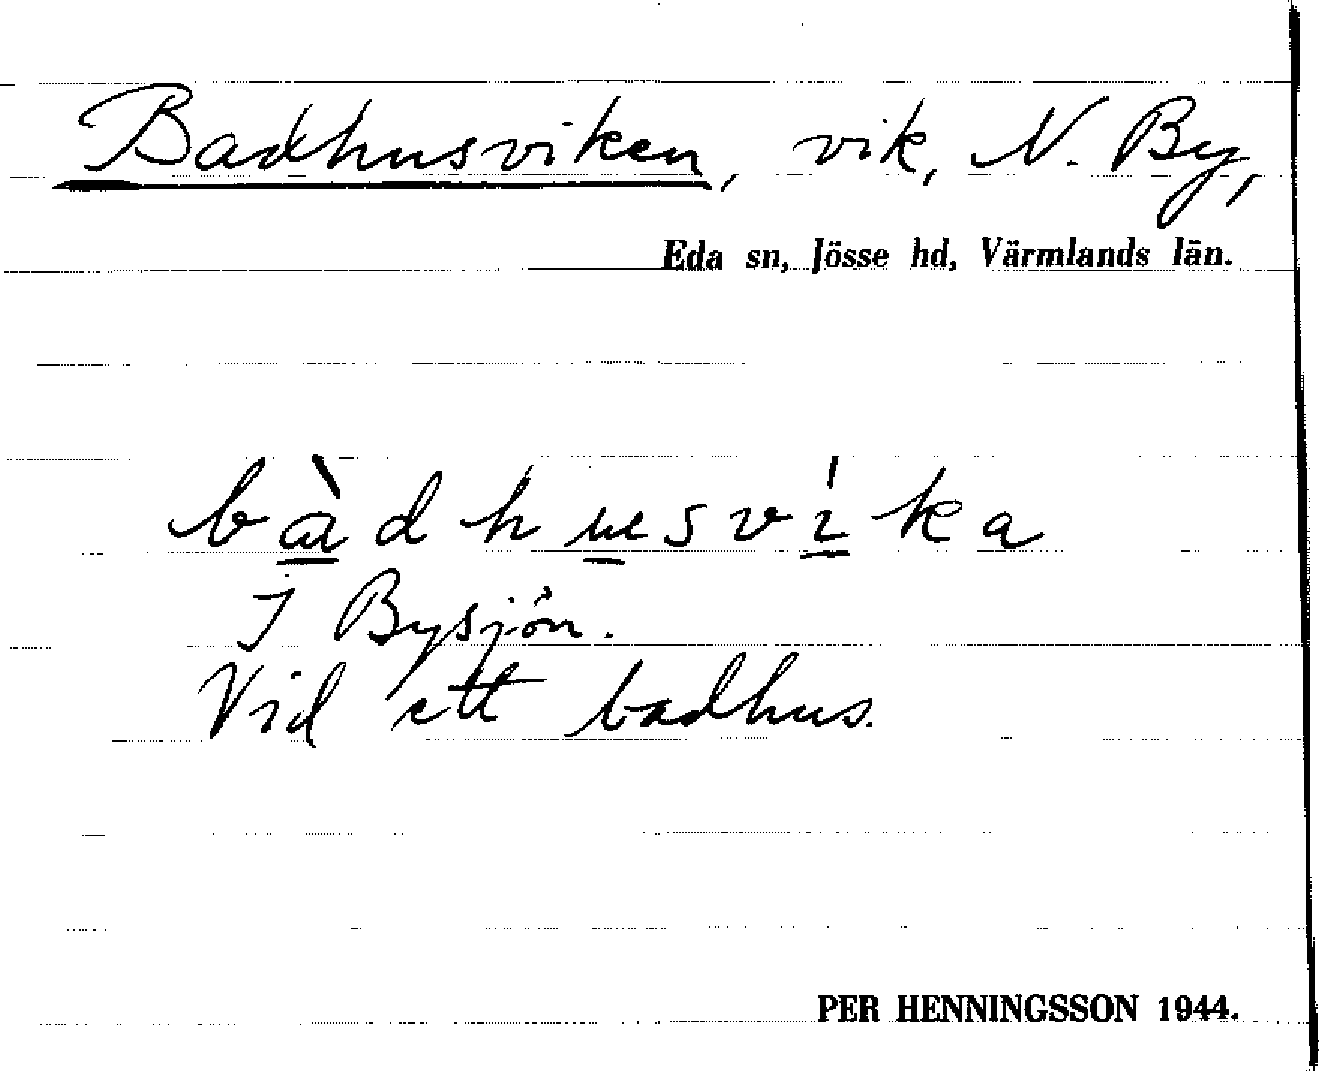 Badhusviken, vik, N. By,
Eda sn, Jösse hd, Värmlands län.
bàdhusvíka
I Bysjön.
Vid ett badhus.
PER HENNINGSSON 1944.